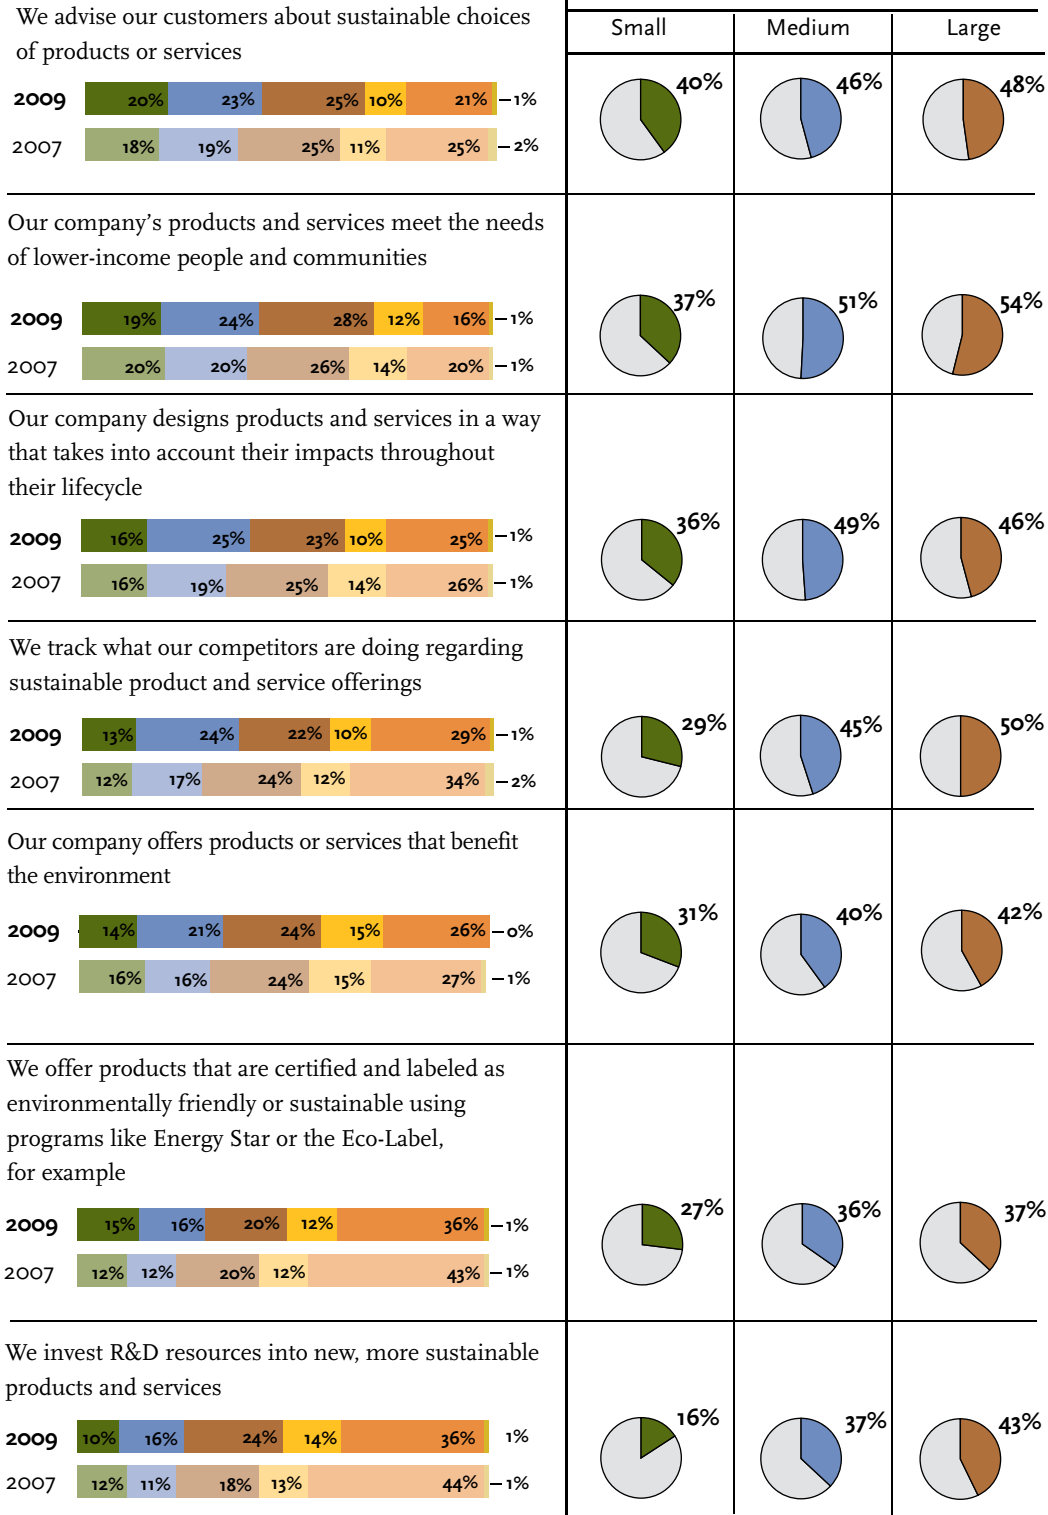 Small Medium Large
We advise our customers about sustainable choices
of products or services
2009 20% 23% 25% 10% 21% 1% 40% 46% 48%
2007 18% 19% 25% 11% 25% 2%
Our company's products and services meet the needs
of lower-income people and communities
2009 19% 24% 28% 12% 16% 1% 37% 51% 54%
2007 20% 20% 26% 14% 20% 1%
Our company designs products and services in a way
that takes into account their impacts throughout
their lifecycle
2009 16% 25% 23% 10% 25% 1% 36% 49% 46%
2007 16% 19% 25% 14% 26% 1%
We track what our competitors are doing regarding
sustainable product and service offerings
2009 13% 24% 22% 10% 29% 1% 29% 45% 50%
2007 12% 17% 24% 12% 34% 2%
Our company offers products or services that benefit
the environment
2009 14% 21% 24% 15% 26% 0% 31% 40% 42%
2007 16% 16% 24% 15% 27% 1%
We offer products that are certified and labeled as
environmentally friendly or sustainable using
programs like Energy Star or the Eco-Label,
for example
2009 15% 16% 20% 12% 36% 1% 27% 36% 37%
2007 12% 12% 20% 12% 43% 1%
We invest R&D resources into new, more sustainable
products and services
2009 10% 16% 24% 14% 36% 1% 16% 37% 43%
2007 12% 11% 18% 13% 44% 1%